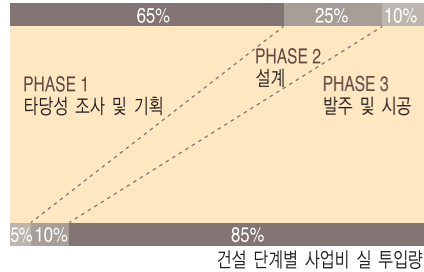 65% 25% 10%
PHASE 1
타당성 조사 및 기획
PHASE 2
설계
PHASE 3
발주 및 시공
5% 10% 85%
건설 단계별 사업비 실 투입량